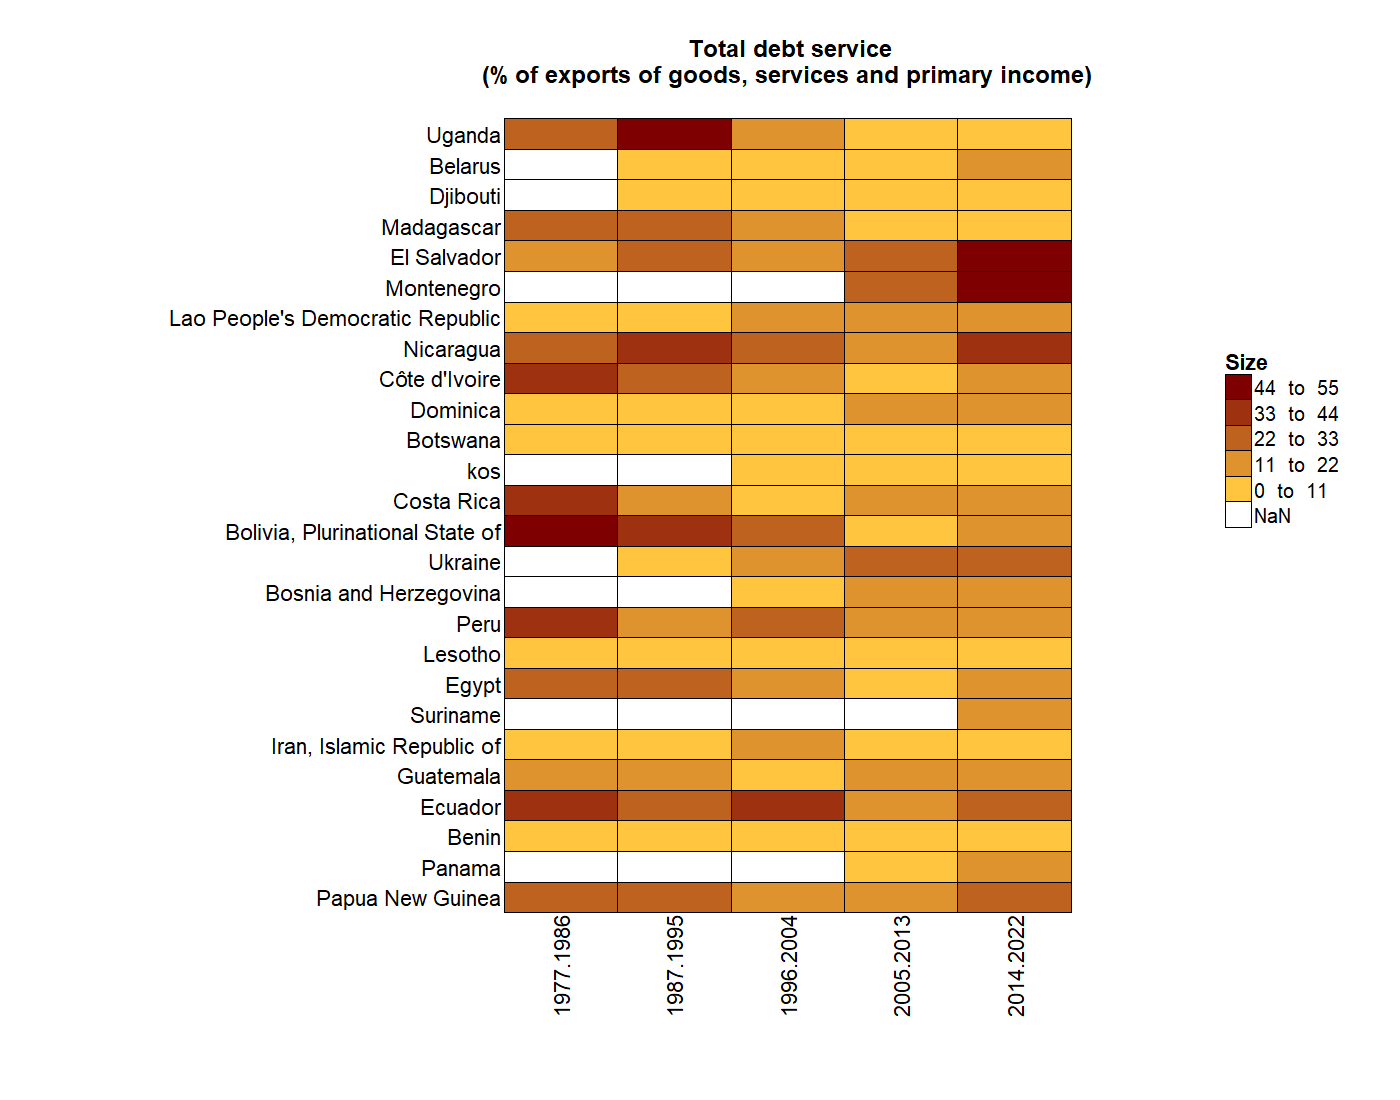 Total debt service
(% of exports of goods, services and primary income)
Uganda
Belarus
Djibouti
Madagascar
El Salvador
Montenegro
Lao People's Democratic Republic
Nicaragua
Côte d'Ivoire
Dominica
Botswana
kos
Costa Rica
Bolivia, Plurinational State of
Ukraine
Bosnia and Herzegovina
Peru
Lesotho
Egypt
Suriname
Iran, Islamic Republic of
Guatemala
Ecuador
Benin
Panama
Papua New Guinea
1977.1986
1987.1995
1996.2004
2005.2013
2014.2022
Size
44 to 55
33 to 44
22 to 33
11 to 22
0 to 11
NaN